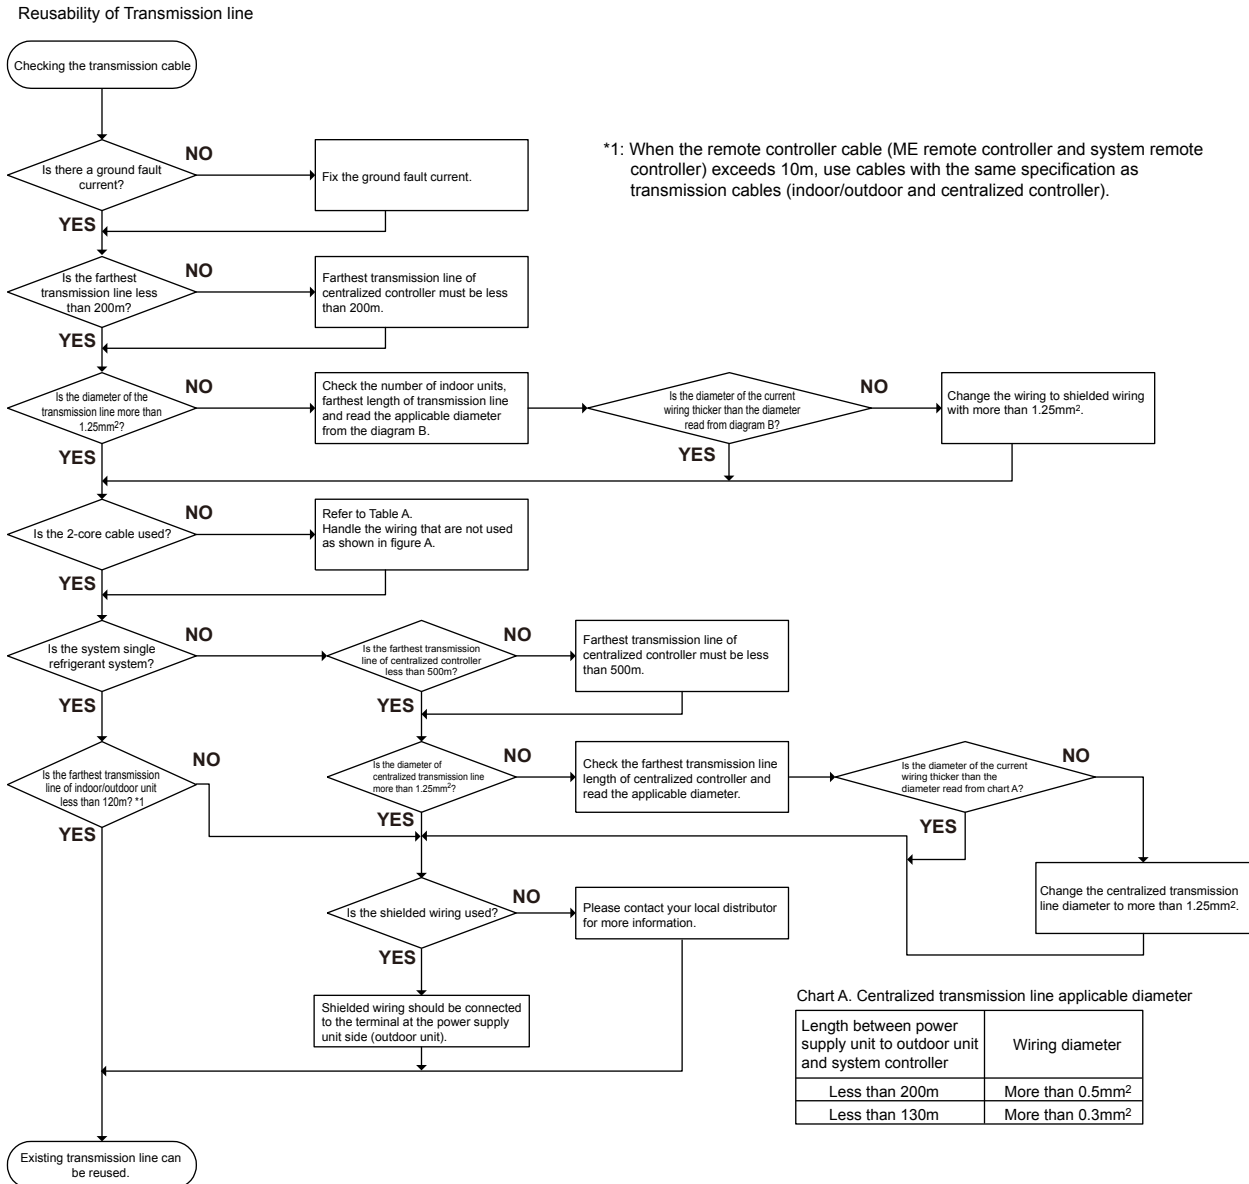 Reusability of Transmission line
Checking the transmission cable
Is there a ground fault
current?
NO
YES
Fix the ground fault current.
*1: When the remote controller cable (ME remote controller and system remote
controller) exceeds 10m, use cables with the same specification as
transmission cables (indoor/outdoor and centralized controller).
Is the farthest
transmission line less
than 200m?
NO
YES
Farthest transmission line of
centralized controller must be less
than 200m.
Is the diameter of the
transmission line more than
1.25mm²?
NO
YES
Check the number of indoor units,
farthest length of transmission line
and read the applicable diameter
from the diagram B.
Is the diameter of the current
wiring thicker than the diameter
read from diagram B?
NO
YES
Change the wiring to shielded wiring
with more than 1.25mm².
Is the 2-core cable used?
NO
YES
Refer to Table A.
Handle the wiring that are not used
as shown in figure A.
Is the system single
refrigerant system?
NO
YES
Is the farthest transmission
line of centralized controller
less than 500m?
NO
YES
Farthest transmission line of
centralized controller must be less
than 500m.
Is the farthest transmission
line of indoor/outdoor unit
less than 120m? *1
NO
YES
Is the diameter of
centralized transmission line
more than 1.25mm²?
NO
YES
Check the farthest transmission line
length of centralized controller and
read the applicable diameter.
Is the diameter of the current
wiring thicker than the
diameter read from chart A?
NO
YES
Change the centralized transmission
line diameter to more than 1.25mm².
Is the shielded wiring used?
NO
YES
Please contact your local distributor
for more information.
Shielded wiring should be connected
to the terminal at the power supply
unit side (outdoor unit).
Chart A. Centralized transmission line applicable diameter
Length between power
supply unit to outdoor unit
and system controller
Wiring diameter
Less than 200m
More than 0.5mm²
Less than 130m
More than 0.3mm²
Existing transmission line can
be reused.